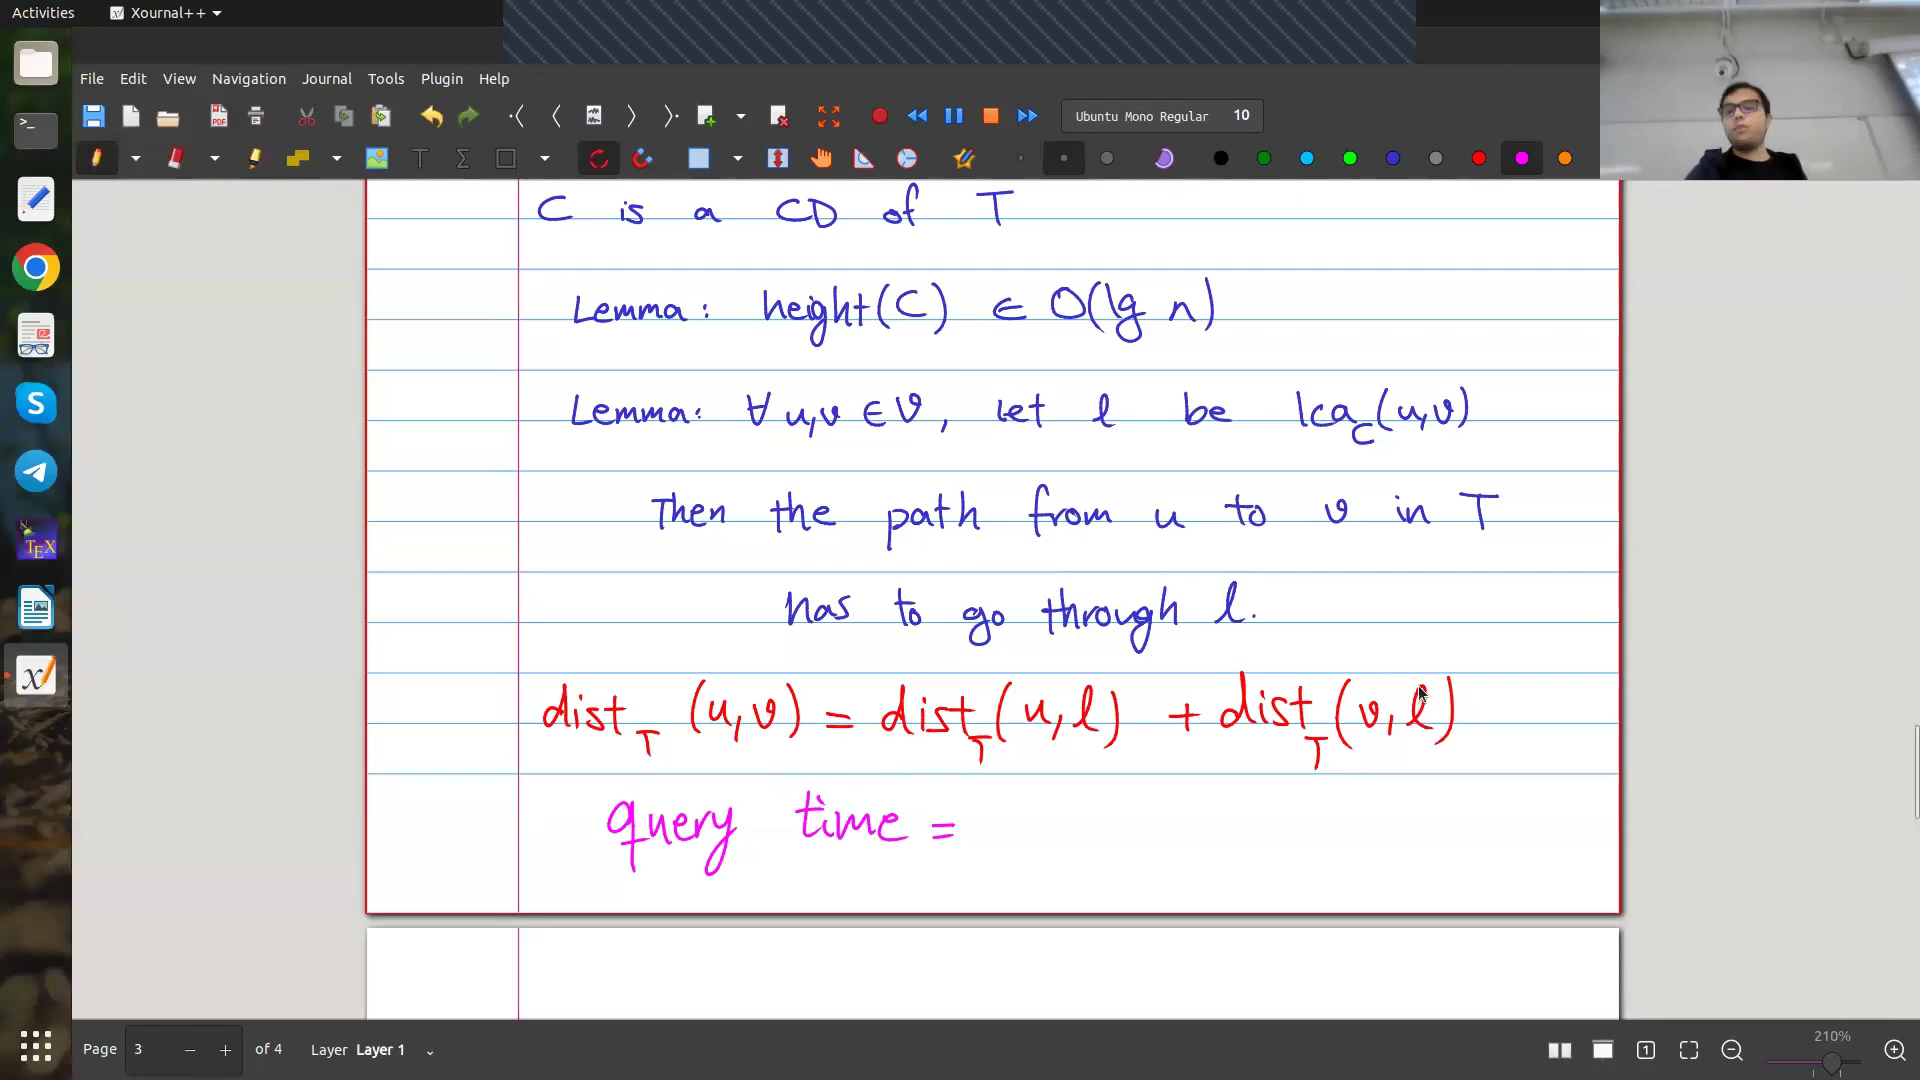 Activities Xournal++
File Edit View Navigation Journal Tools Plugin Help
Ubuntu Mono Regular 10
C is a CD of T
Lemma: height(C) ∈ O(lg n)
Lemma: ∀ u,v ∈ V, Let l be lca_C(u,v)
Then the path from u to v in T
has to go through l.
dist_T (u,v) = dist_T (u,l) + dist_T (v,l)
query time =
Page 3 − + of 4 Layer Layer 1
210%